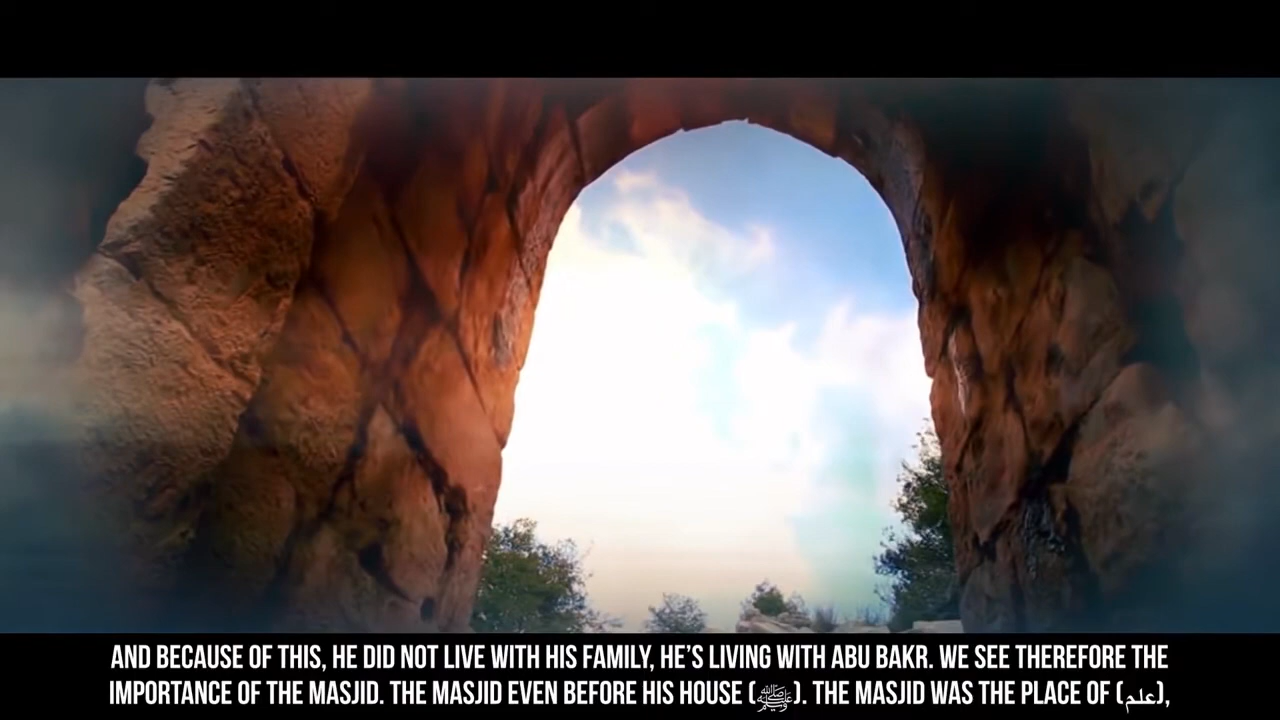 AND BECAUSE OF THIS, HE DID NOT LIVE WITH HIS FAMILY, HE'S LIVING WITH ABU BAKR. WE SEE THEREFORE THE
IMPORTANCE OF THE MASJID. THE MASJID EVEN BEFORE HIS HOUSE (ﷺ). THE MASJID WAS THE PLACE OF (علم),